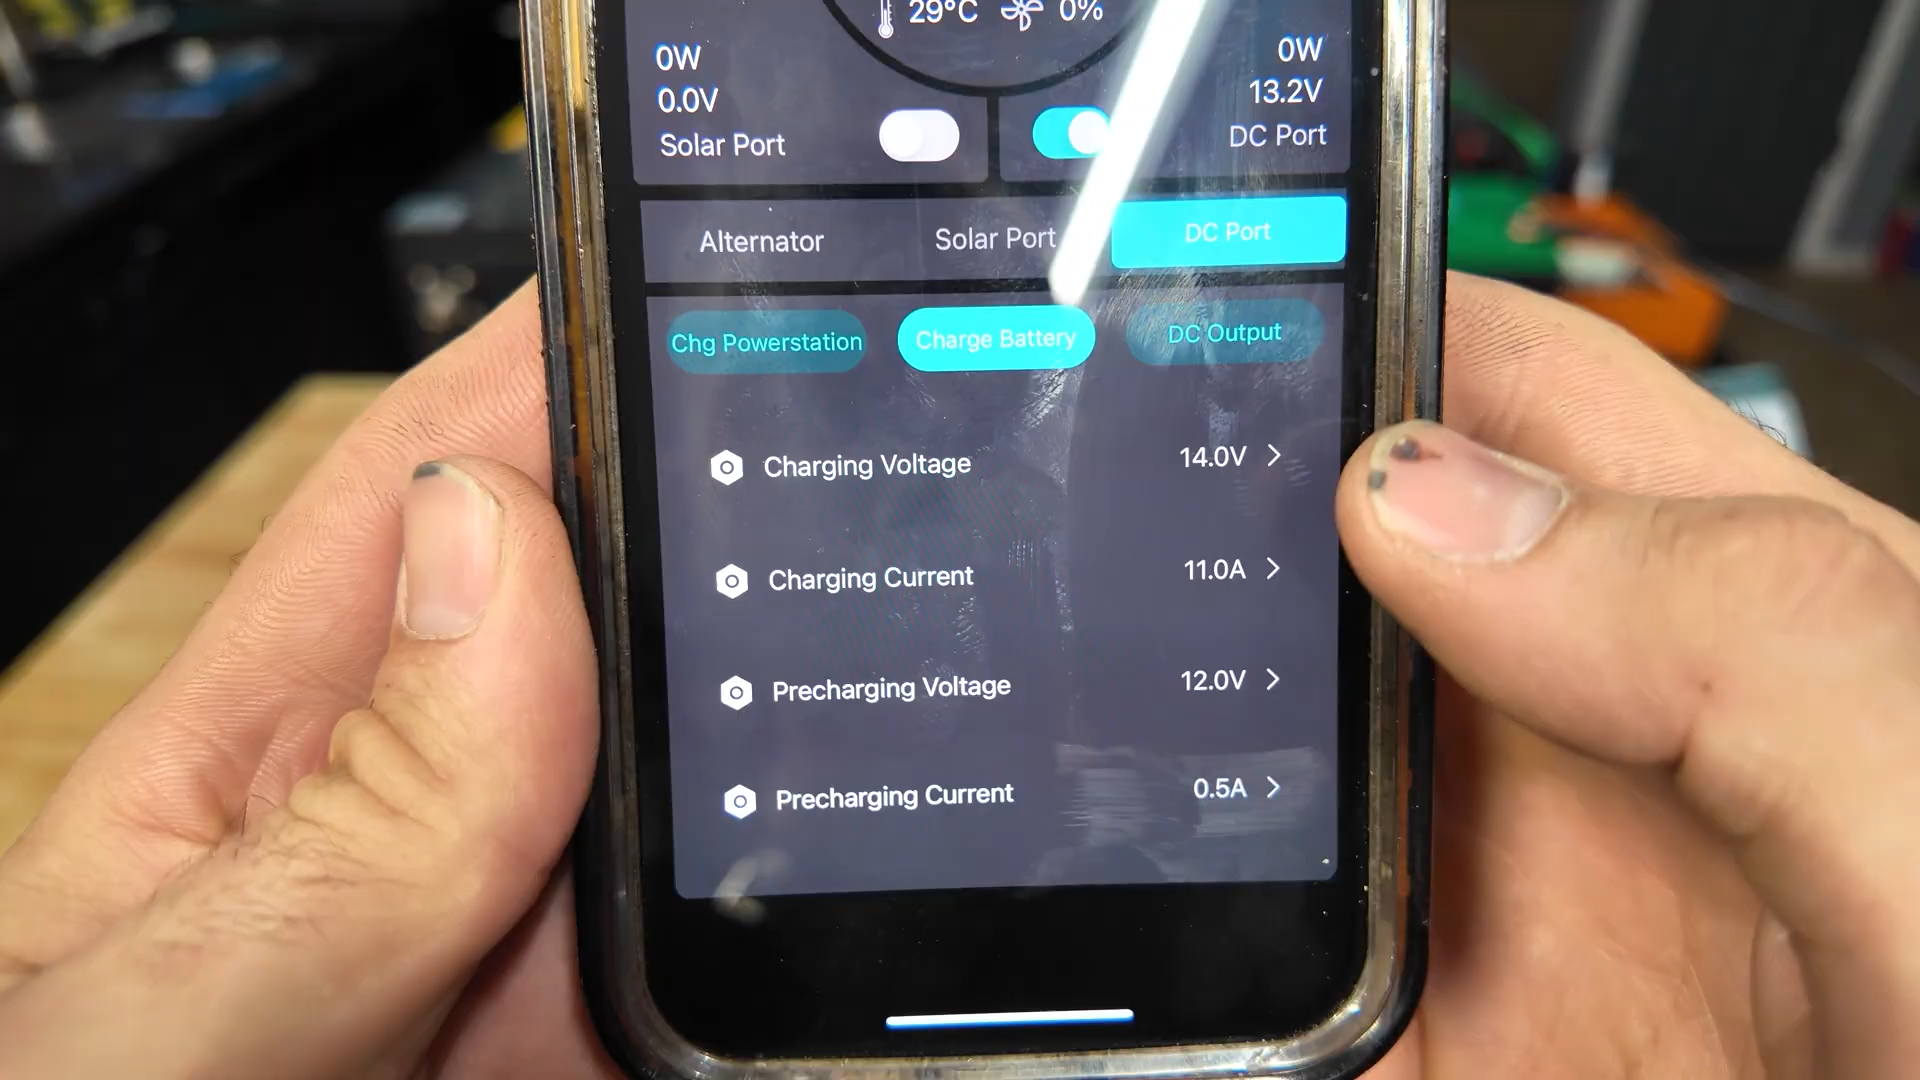 29°C 0%
0W
0.0V
Solar Port
0W
13.2V
DC Port
Alternator Solar Port DC Port
Chg Powerstation Charge Battery DC Output
Charging Voltage 14.0V
Charging Current 11.0A
Precharging Voltage 12.0V
Precharging Current 0.5A